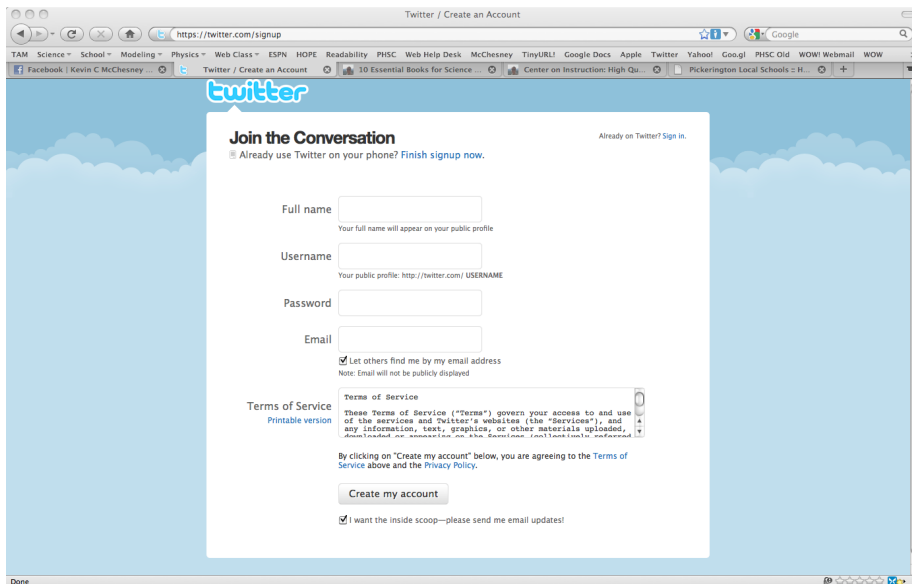 Twitter / Create an Account
https://twitter.com/signup
Google
TAM Science School Modeling Physics Web Class ESPN HOPE Readability PHSC Web Help Desk McChesney TinyURL! Google Docs Apple Twitter Yahoo! Goo.gl PHSC Old WOW! Webmail WOW
Facebook | Kevin C McChesney ... Twitter / Create an Account 10 Essential Books for Science ... Center on Instruction: High Qu... Pickerington Local Schools :: H...
twitter
Join the Conversation
Already on Twitter? Sign in.
Already use Twitter on your phone? Finish signup now.
Full name
Your full name will appear on your public profile
Username
Your public profile: http://twitter.com/ USERNAME
Password
Email
Let others find me by my email address
Note: Email will not be publicly displayed
Terms of Service
Printable version
Terms of Service
These Terms of Service ("Terms") govern your access to and use
of the services and Twitter's websites (the "Services"), and
any information, text, graphics, or other materials uploaded,
downloaded or appearing on the Services (collectively referred
By clicking on "Create my account" below, you are agreeing to the Terms of
Service above and the Privacy Policy.
Create my account
I want the inside scoop—please send me email updates!
Done